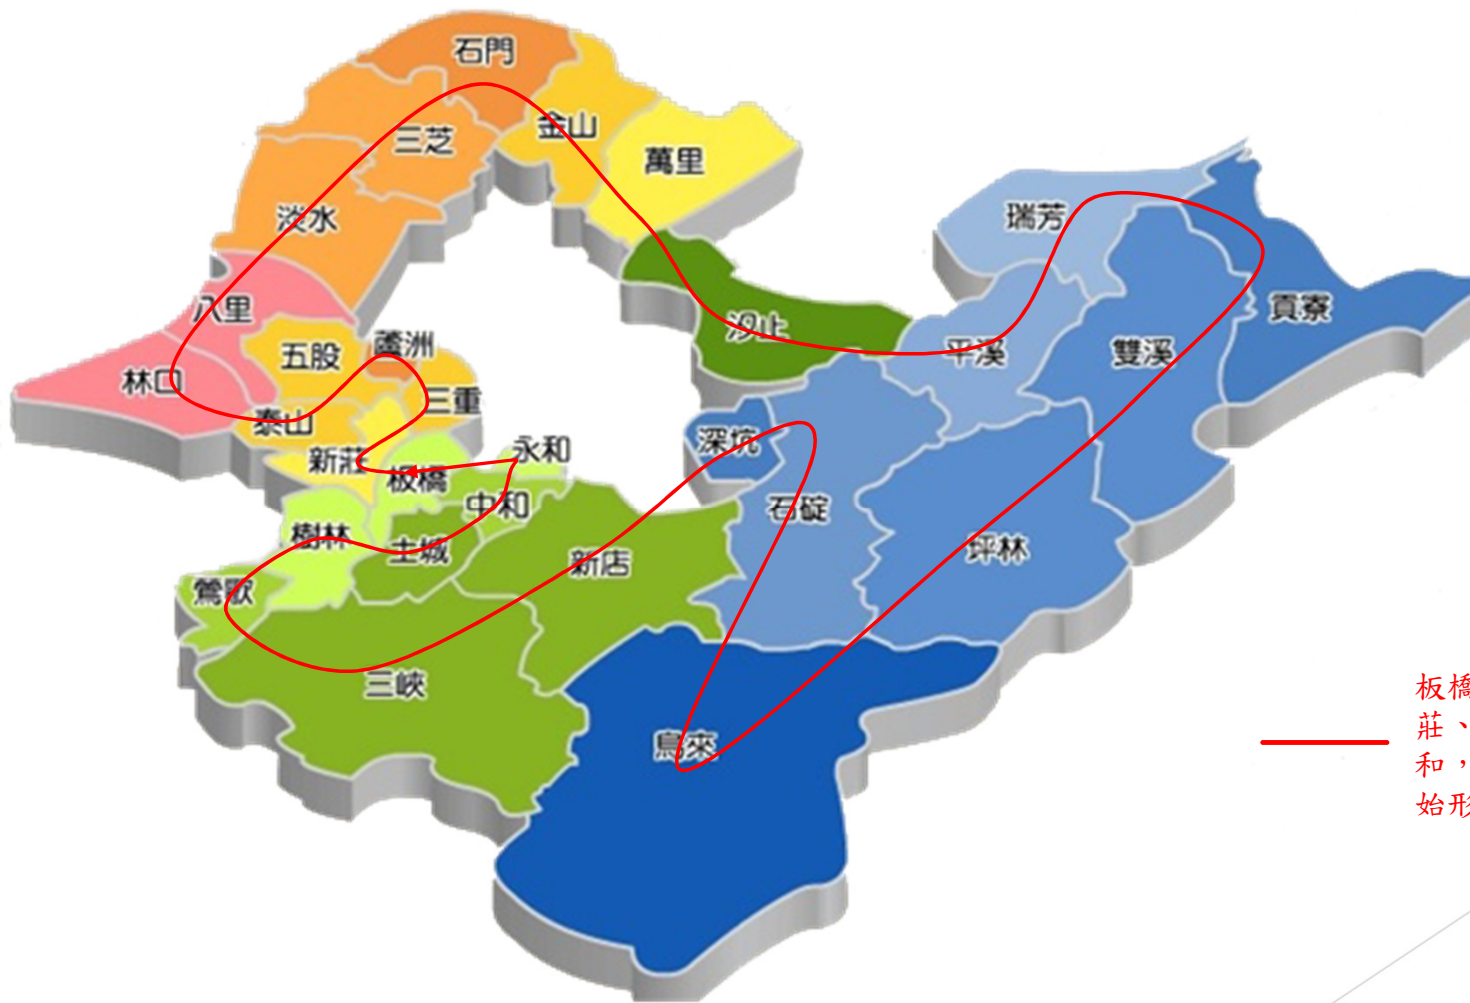 石門
金山
三芝
萬里
淡水
瑞芳
八里
貢寮
汐止
蘆洲
五股
平溪
雙溪
林口
三重
泰山
深坑
永和
新莊
板橋
中和
石碇
樹林
土城
坪林
新店
鶯歌
三峽
烏來
板橋
莊、
和，
始形